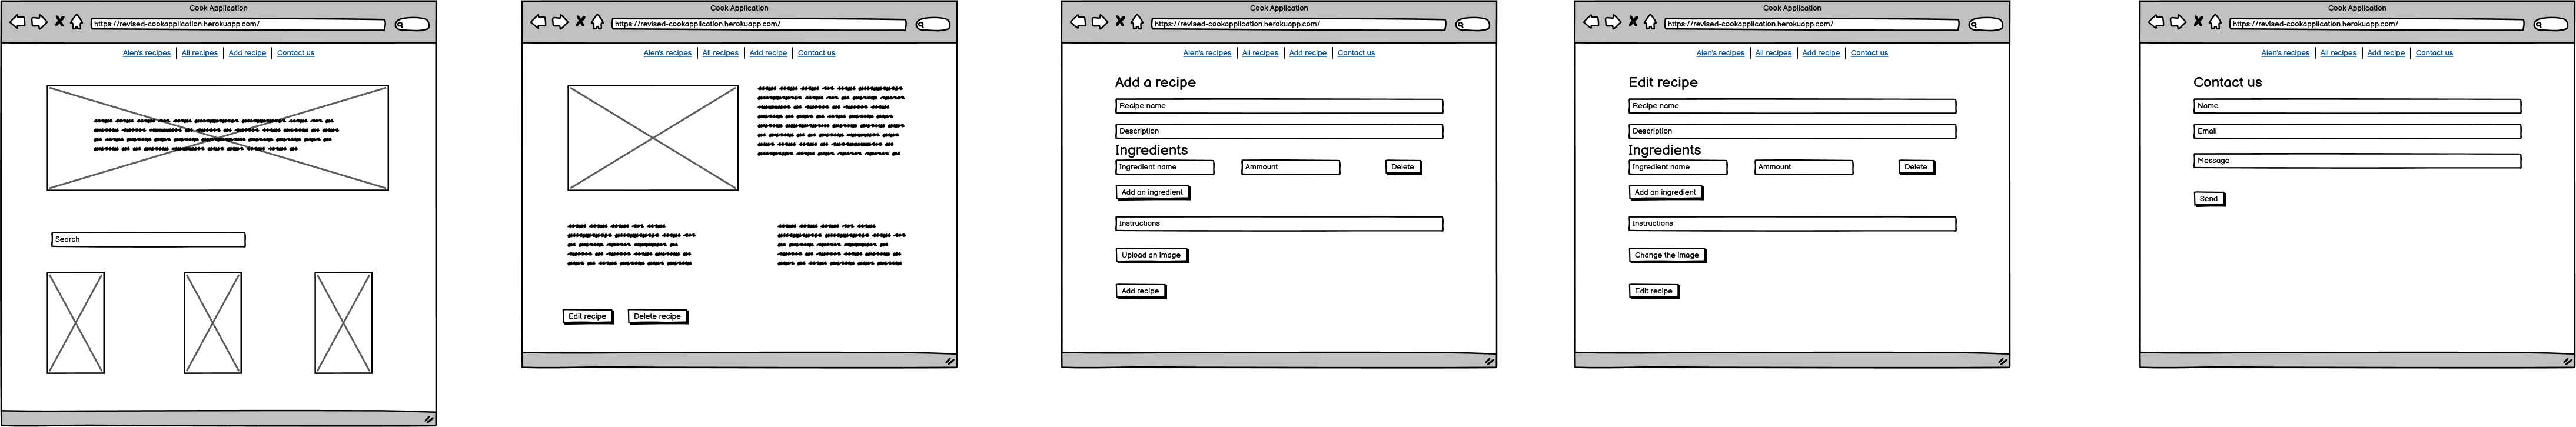 Cook Application
https://revised-cookapplication.herokuapp.com/
Alen's recipes | All recipes | Add recipe | Contact us
Search
Cook Application
https://revised-cookapplication.herokuapp.com/
Alen's recipes | All recipes | Add recipe | Contact us
Edit recipe Delete recipe
Cook Application
https://revised-cookapplication.herokuapp.com/
Alen's recipes | All recipes | Add recipe | Contact us
Add a recipe
Recipe name
Description
Ingredients
Ingredient name Ammount Delete
Add an ingredient
Instructions
Upload an image
Add recipe
Cook Application
https://revised-cookapplication.herokuapp.com/
Alen's recipes | All recipes | Add recipe | Contact us
Edit recipe
Recipe name
Description
Ingredients
Ingredient name Ammount Delete
Add an ingredient
Instructions
Change the image
Edit recipe
Cook Application
https://revised-cookapplication.herokuapp.com/
Alen's recipes | All recipes | Add recipe | Contact us
Contact us
Name
Email
Message
Send